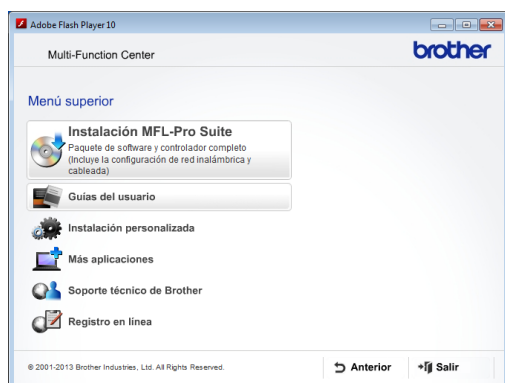 Adobe Flash Player 10
Multi-Function Center
brother
Menú superior
Instalación MFL-Pro Suite
Paquete de software y controlador completo
(Incluye la configuración de red inalámbrica y
cableada)
Guías del usuario
Instalación personalizada
Más aplicaciones
Soporte técnico de Brother
Registro en línea
© 2001-2013 Brother Industries, Ltd. All Rights Reserved.
Anterior
Salir